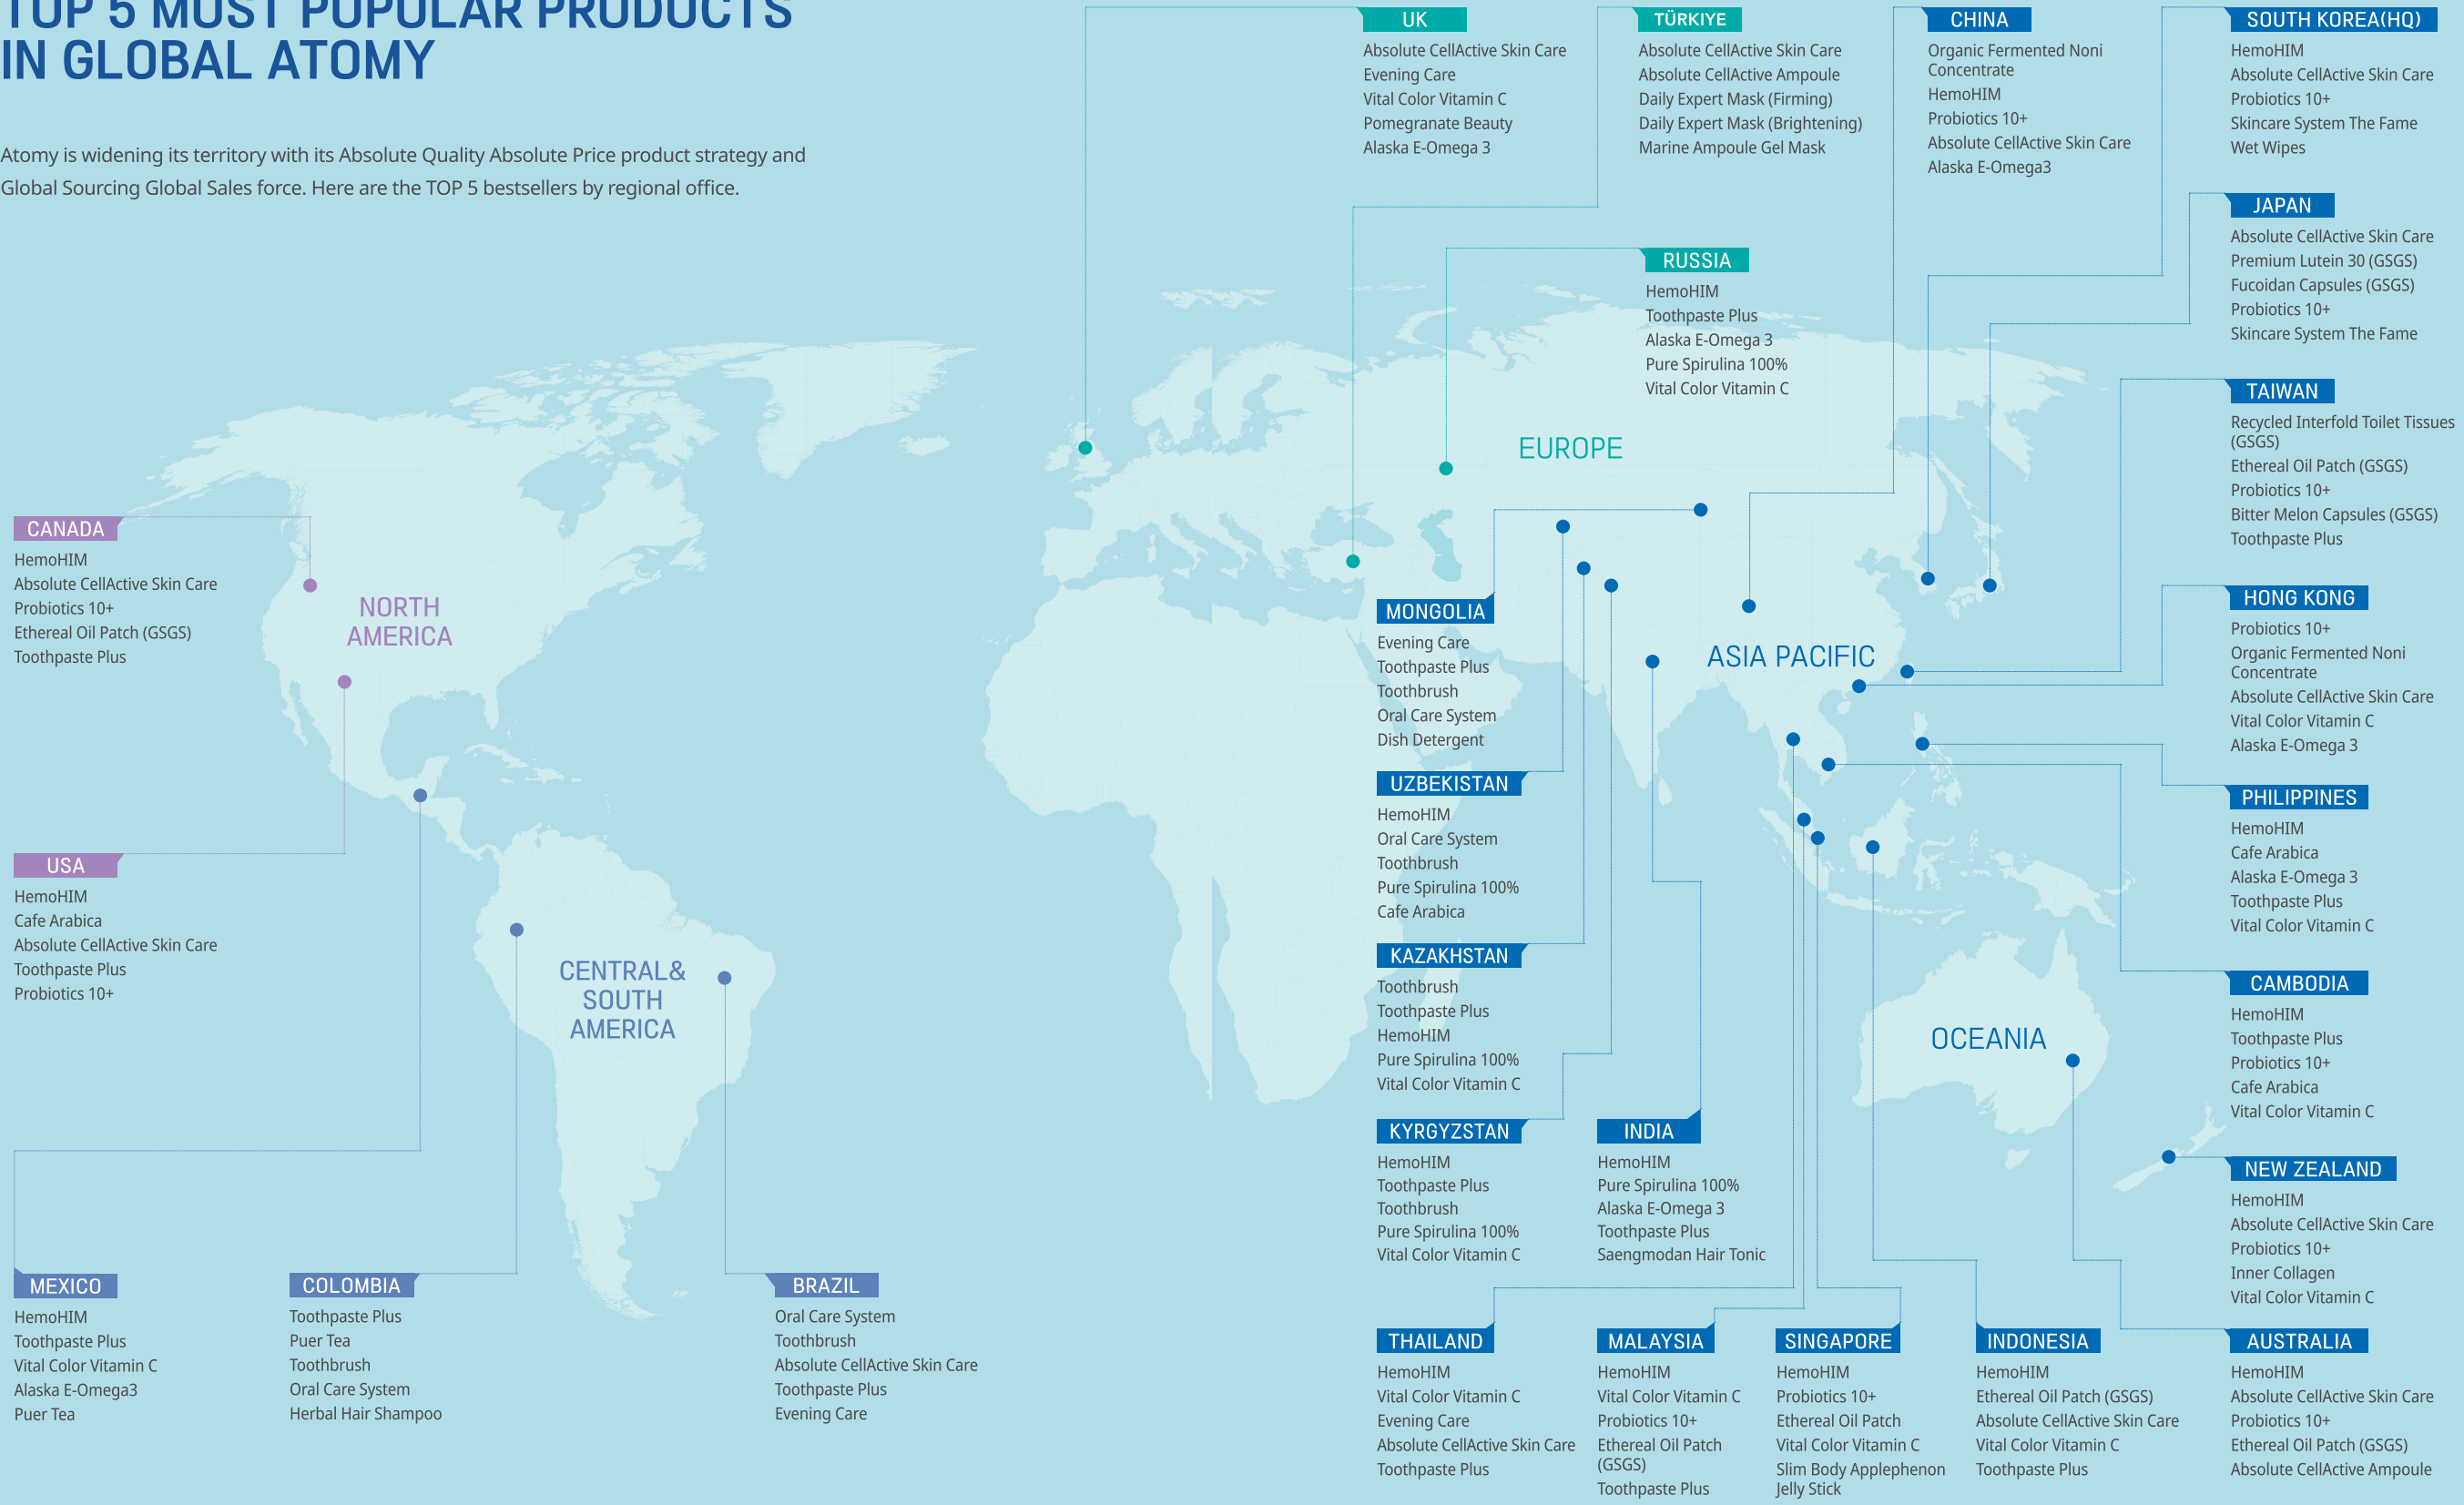 TOP 5 MOST POPULAR PRODUCTS
IN GLOBAL ATOMY
Atomy is widening its territory with its Absolute Quality Absolute Price product strategy and
Global Sourcing Global Sales force. Here are the TOP 5 bestsellers by regional office.
UK
Absolute CellActive Skin Care
Evening Care
Vital Color Vitamin C
Pomegranate Beauty
Alaska E-Omega 3
TÜRKIYE
Absolute CellActive Skin Care
Absolute CellActive Ampoule
Daily Expert Mask (Firming)
Daily Expert Mask (Brightening)
Marine Ampoule Gel Mask
CHINA
Organic Fermented Noni
Concentrate
HemoHIM
Probiotics 10+
Absolute CellActive Skin Care
Alaska E-Omega3
SOUTH KOREA(HQ)
HemoHIM
Absolute CellActive Skin Care
Probiotics 10+
Skincare System The Fame
Wet Wipes
JAPAN
Absolute CellActive Skin Care
Premium Lutein 30 (GSGS)
Fucoidan Capsules (GSGS)
Probiotics 10+
Skincare System The Fame
RUSSIA
HemoHIM
Toothpaste Plus
Alaska E-Omega 3
Pure Spirulina 100%
Vital Color Vitamin C
EUROPE
TAIWAN
Recycled Interfold Toilet Tissues
(GSGS)
Ethereal Oil Patch (GSGS)
Probiotics 10+
Bitter Melon Capsules (GSGS)
Toothpaste Plus
CANADA
HemoHIM
Absolute CellActive Skin Care
Probiotics 10+
Ethereal Oil Patch (GSGS)
Toothpaste Plus
NORTH
AMERICA
MONGOLIA
Evening Care
Toothpaste Plus
Toothbrush
Oral Care System
Dish Detergent
ASIA PACIFIC
HONG KONG
Probiotics 10+
Organic Fermented Noni
Concentrate
Absolute CellActive Skin Care
Vital Color Vitamin C
Alaska E-Omega 3
UZBEKISTAN
HemoHIM
Oral Care System
Toothbrush
Pure Spirulina 100%
Cafe Arabica
PHILIPPINES
HemoHIM
Cafe Arabica
Alaska E-Omega 3
Toothpaste Plus
Vital Color Vitamin C
USA
HemoHIM
Cafe Arabica
Absolute CellActive Skin Care
Toothpaste Plus
Probiotics 10+
CENTRAL&
SOUTH
AMERICA
KAZAKHSTAN
Toothbrush
Toothpaste Plus
HemoHIM
Pure Spirulina 100%
Vital Color Vitamin C
OCEANIA
CAMBODIA
HemoHIM
Toothpaste Plus
Probiotics 10+
Cafe Arabica
Vital Color Vitamin C
KYRGYZSTAN
HemoHIM
Toothpaste Plus
Toothbrush
Pure Spirulina 100%
Vital Color Vitamin C
INDIA
HemoHIM
Pure Spirulina 100%
Alaska E-Omega 3
Toothpaste Plus
Saengmodan Hair Tonic
NEW ZEALAND
HemoHIM
Absolute CellActive Skin Care
Probiotics 10+
Inner Collagen
Vital Color Vitamin C
MEXICO
HemoHIM
Toothpaste Plus
Vital Color Vitamin C
Alaska E-Omega3
Puer Tea
COLOMBIA
Toothpaste Plus
Puer Tea
Toothbrush
Oral Care System
Herbal Hair Shampoo
BRAZIL
Oral Care System
Toothbrush
Absolute CellActive Skin Care
Toothpaste Plus
Evening Care
THAILAND
HemoHIM
Vital Color Vitamin C
Evening Care
Absolute CellActive Skin Care
Toothpaste Plus
MALAYSIA
HemoHIM
Vital Color Vitamin C
Probiotics 10+
Ethereal Oil Patch
(GSGS)
Toothpaste Plus
SINGAPORE
HemoHIM
Probiotics 10+
Ethereal Oil Patch
Vital Color Vitamin C
Slim Body Applephenon
Jelly Stick
INDONESIA
HemoHIM
Ethereal Oil Patch (GSGS)
Absolute CellActive Skin Care
Vital Color Vitamin C
Toothpaste Plus
AUSTRALIA
HemoHIM
Absolute CellActive Skin Care
Probiotics 10+
Ethereal Oil Patch (GSGS)
Absolute CellActive Ampoule